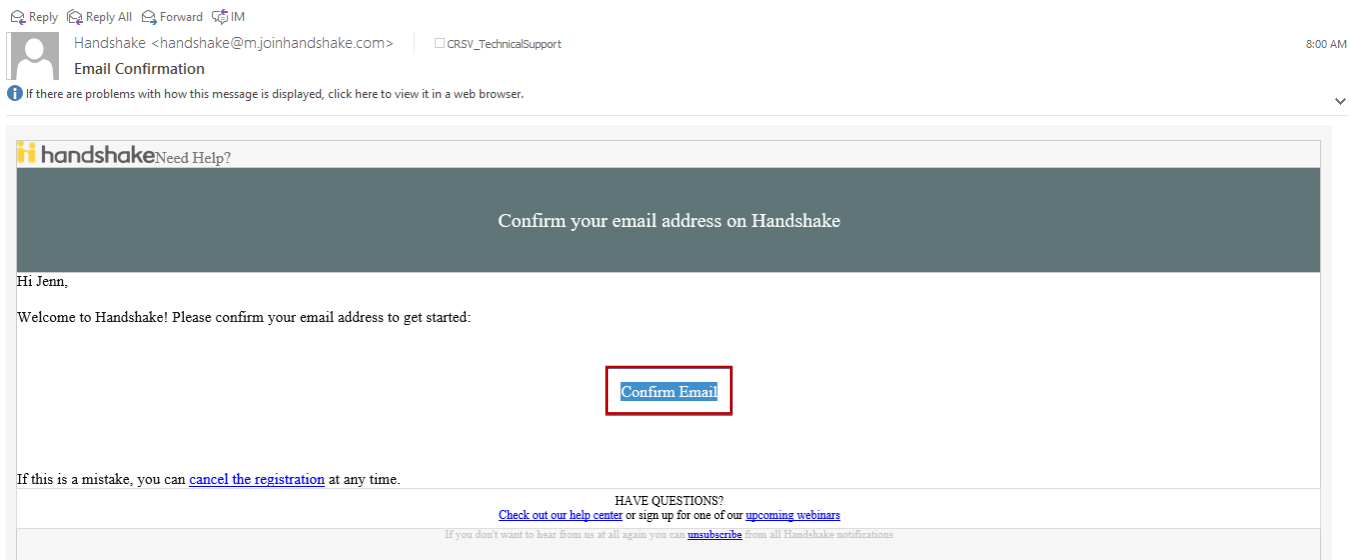 Reply Reply All Forward IM
Handshake <handshake@m.joinhandshake.com> CRSV_TechnicalSupport 8:00 AM
Email Confirmation
If there are problems with how this message is displayed, click here to view it in a web browser.
handshake Need Help?
Confirm your email address on Handshake
Hi Jenn,
Welcome to Handshake! Please confirm your email address to get started:
Confirm Email
If this is a mistake, you can cancel the registration at any time.
HAVE QUESTIONS?
Check out our help center or sign up for one of our upcoming webinars
If you don't want to hear from us at all again you can unsubscribe from all Handshake notifications